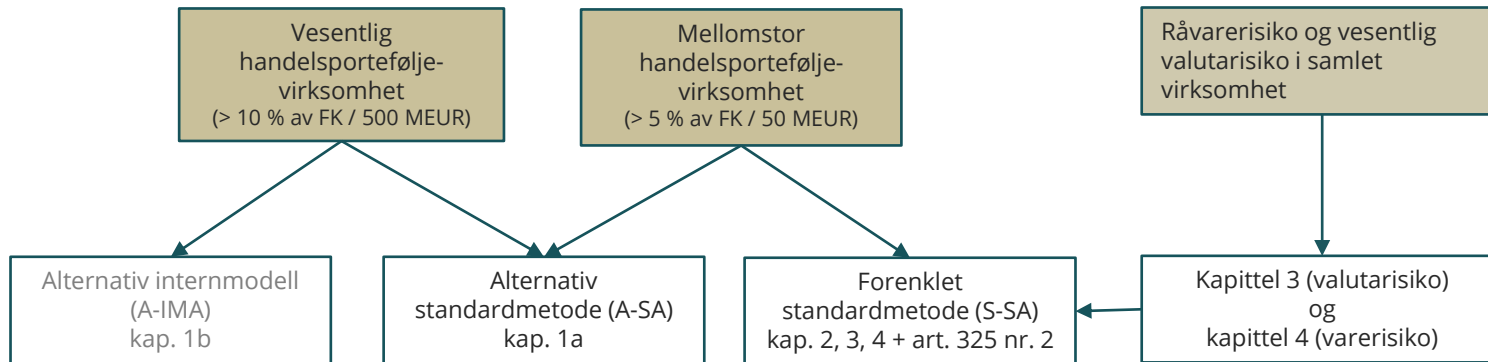 Vesentlig
handelsportefølje-
virksomhet
(> 10 % av FK / 500 MEUR)
Mellomstor
handelsportefølje-
virksomhet
(> 5 % av FK / 50 MEUR)
Råvarerisiko og vesentlig
valutarisiko i samlet
virksomhet
Alternativ internmodell
(A-IMA)
kap. 1b
Alternativ
standardmetode (A-SA)
kap. 1a
Forenklet
standardmetode (S-SA)
kap. 2, 3, 4 + art. 325 nr. 2
Kapittel 3 (valutarisiko)
og
kapittel 4 (varerisiko)